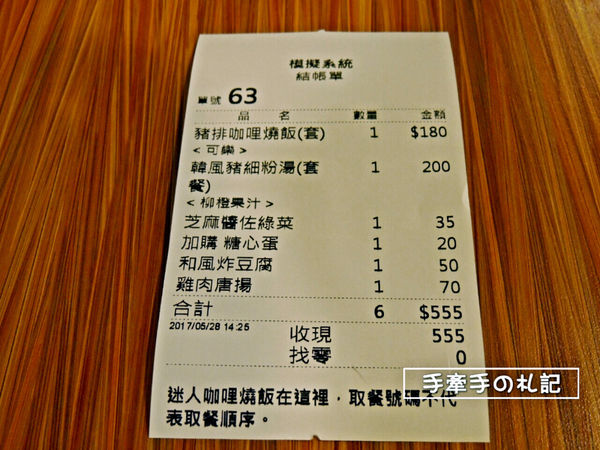 模擬系統
結帳單
單號 63
品 名 數量 金額
豬排咖哩燒飯(套) 1 $180
<可樂>
韓風豬細粉湯(套 1 200
餐)
<柳橙果汁>
芝麻醬佐綠菜 1 35
加購 糖心蛋 1 20
和風炸豆腐 1 50
雞肉唐揚 1 70
合計 6 $555
2017/05/28 14:25
收現 555
找零 0
手牽手の札記
迷人咖哩燒飯在這裡,取餐號碼不代
表取餐順序。